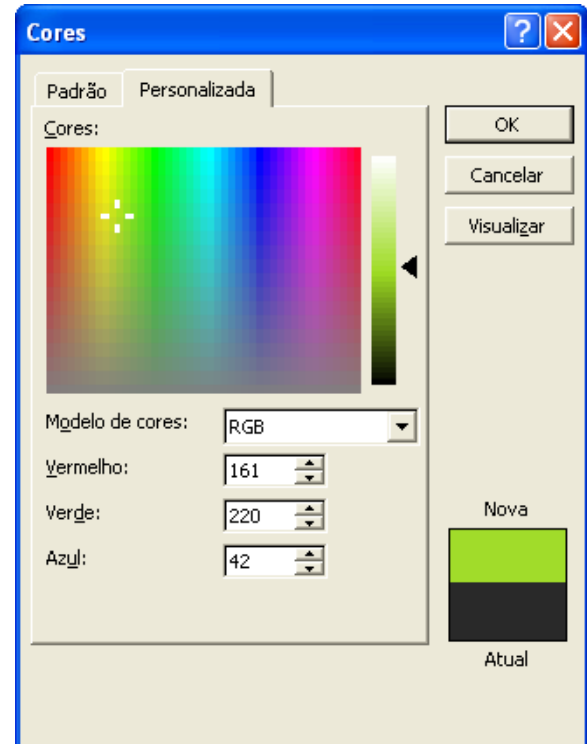 Cores
Padrão Personalizada
Cores:
OK
Cancelar
Visualizar
Modelo de cores: RGB
Vermelho: 161
Verde: 220
Azul: 42
Nova
Atual